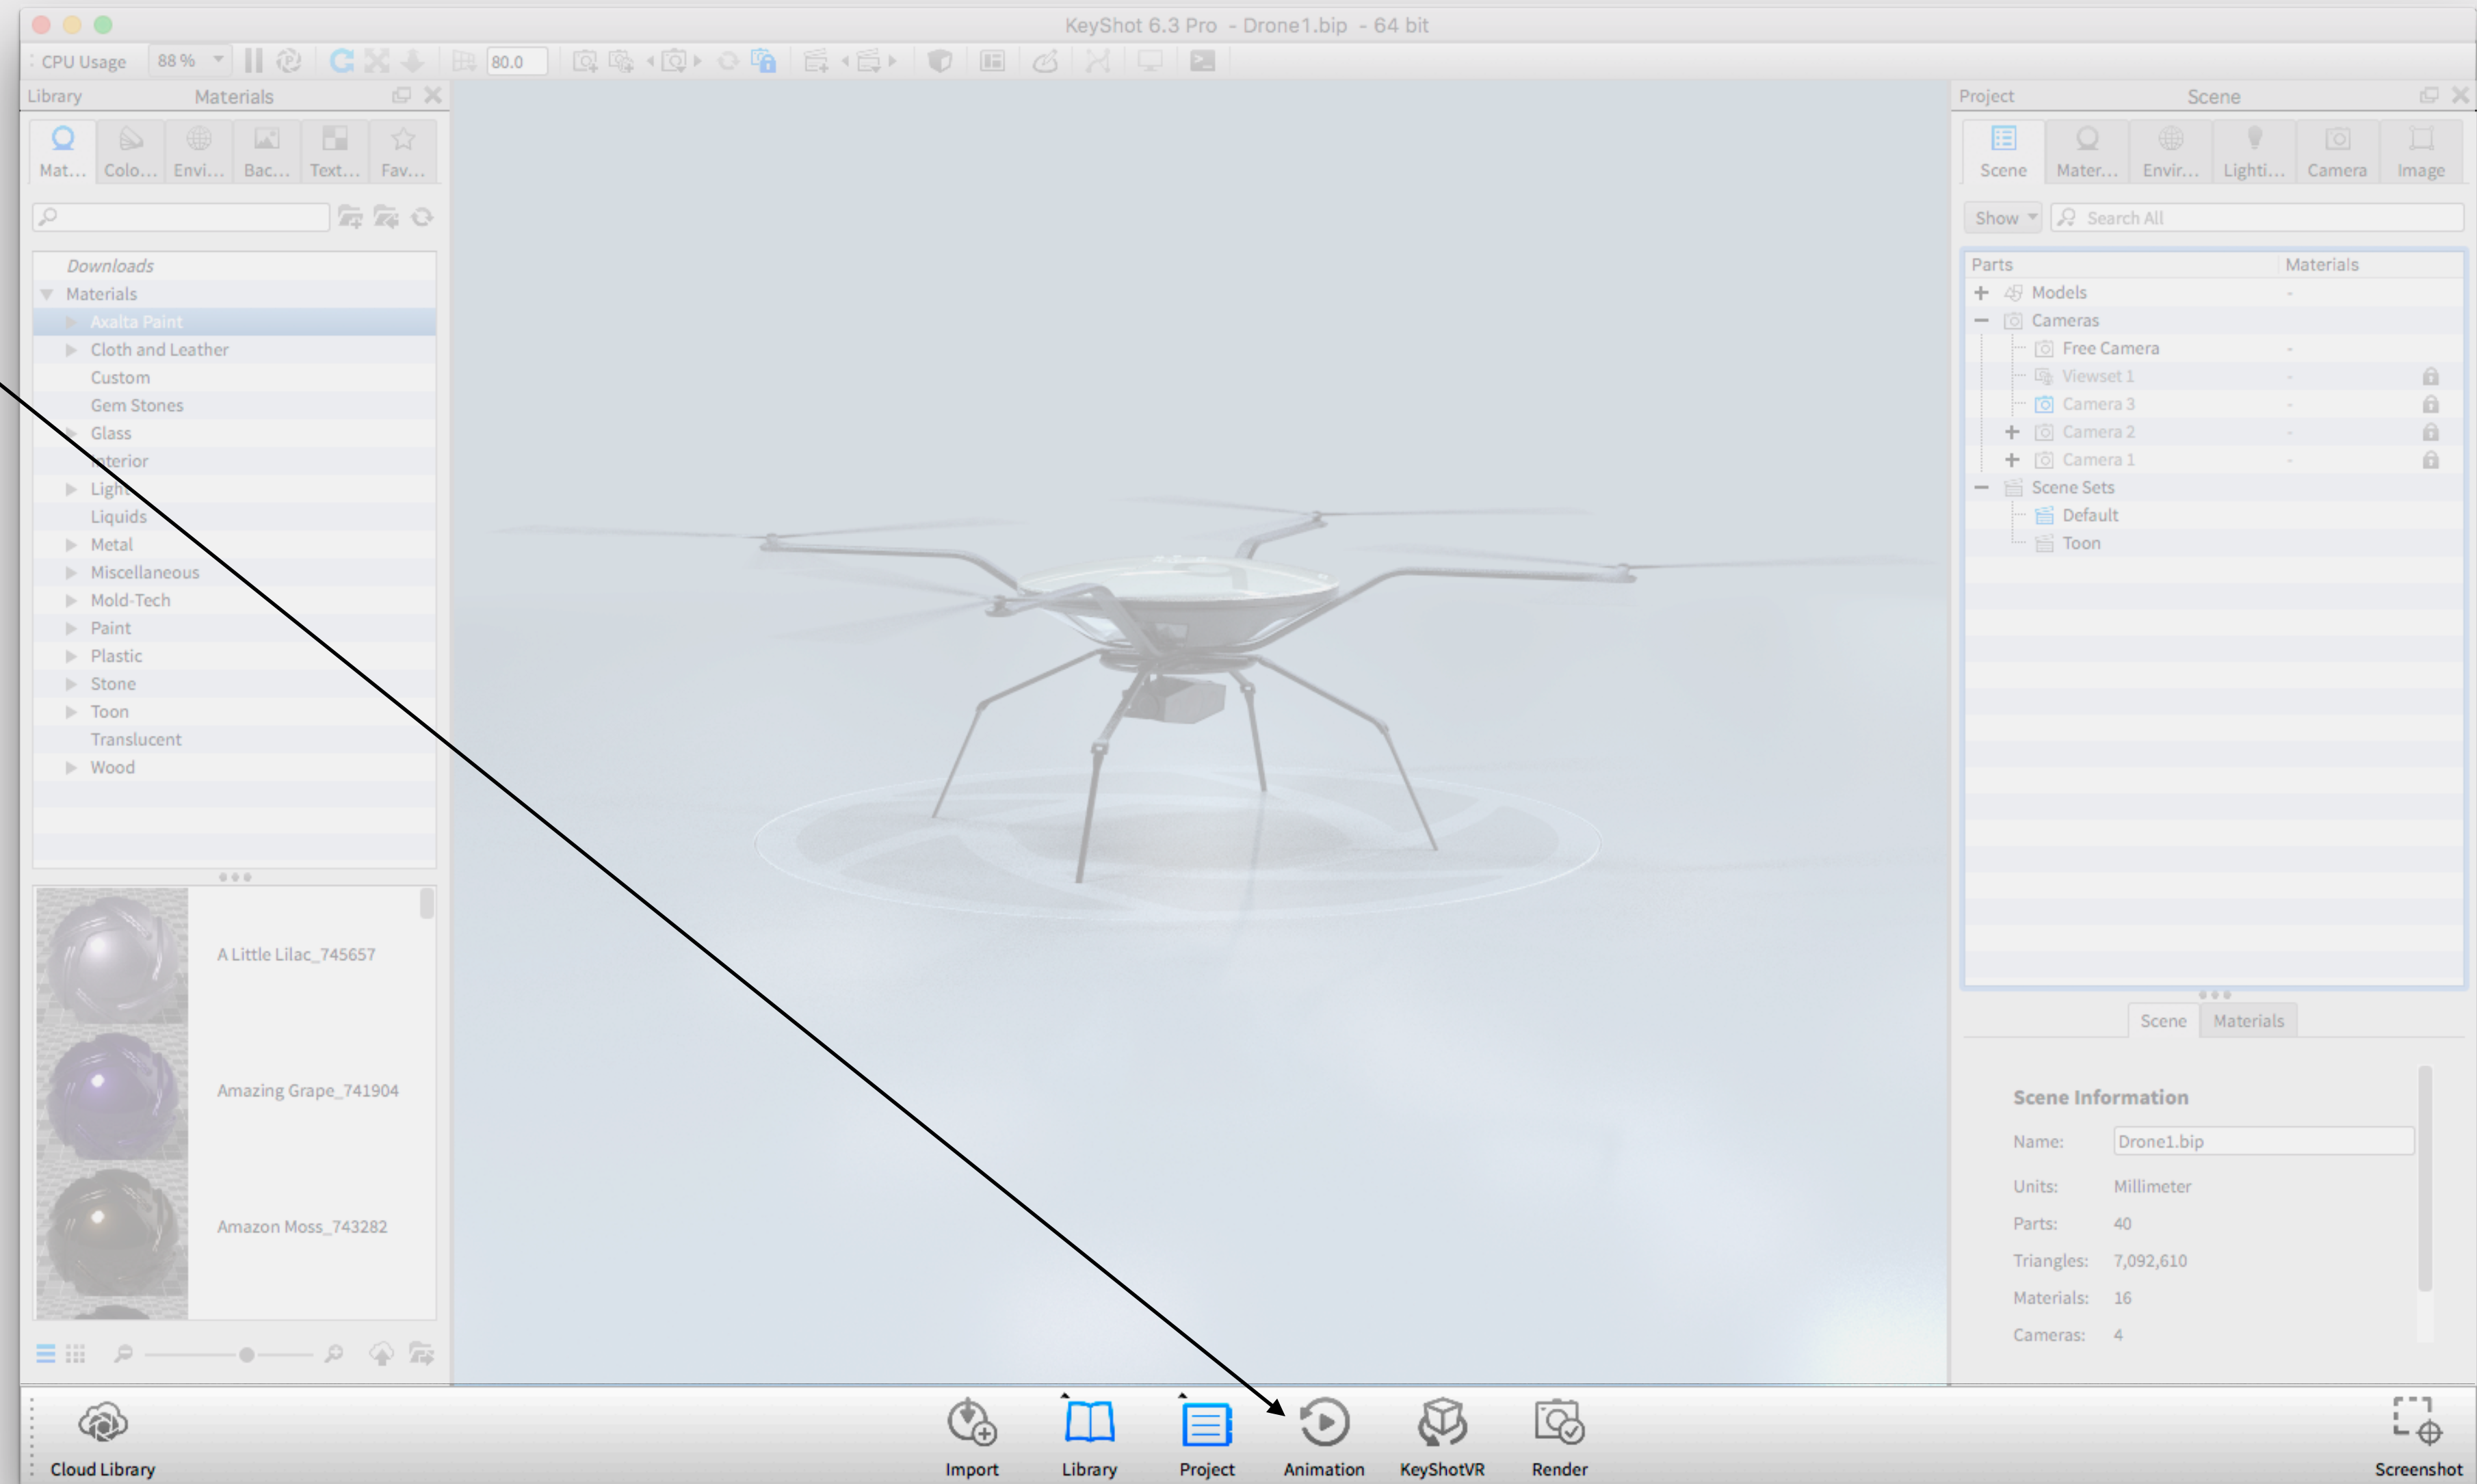 KeyShot 6.3 Pro - Drone1.bip - 64 bit
CPU Usage 88 % 80.0
Library Materials
Mat... Colo... Envi... Bac... Text... Fav...
Downloads
Materials
Axalta Paint
Cloth and Leather
Custom
Gem Stones
Glass
Interior
Light
Liquids
Metal
Miscellaneous
Mold-Tech
Paint
Plastic
Stone
Toon
Translucent
Wood
A Little Lilac_745657
Amazing Grape_741904
Amazon Moss_743282
Project Scene
Scene Mater... Envir... Lighti... Camera Image
Show Search All
Parts Materials
Models -
Cameras
Free Camera -
Viewset 1 -
Camera 3 -
Camera 2 -
Camera 1 -
Scene Sets
Default
Toon
Scene Materials
Scene Information
Name: Drone1.bip
Units: Millimeter
Parts: 40
Triangles: 7,092,610
Materials: 16
Cameras: 4
Cloud Library Import Library Project Animation KeyShotVR Render Screenshot